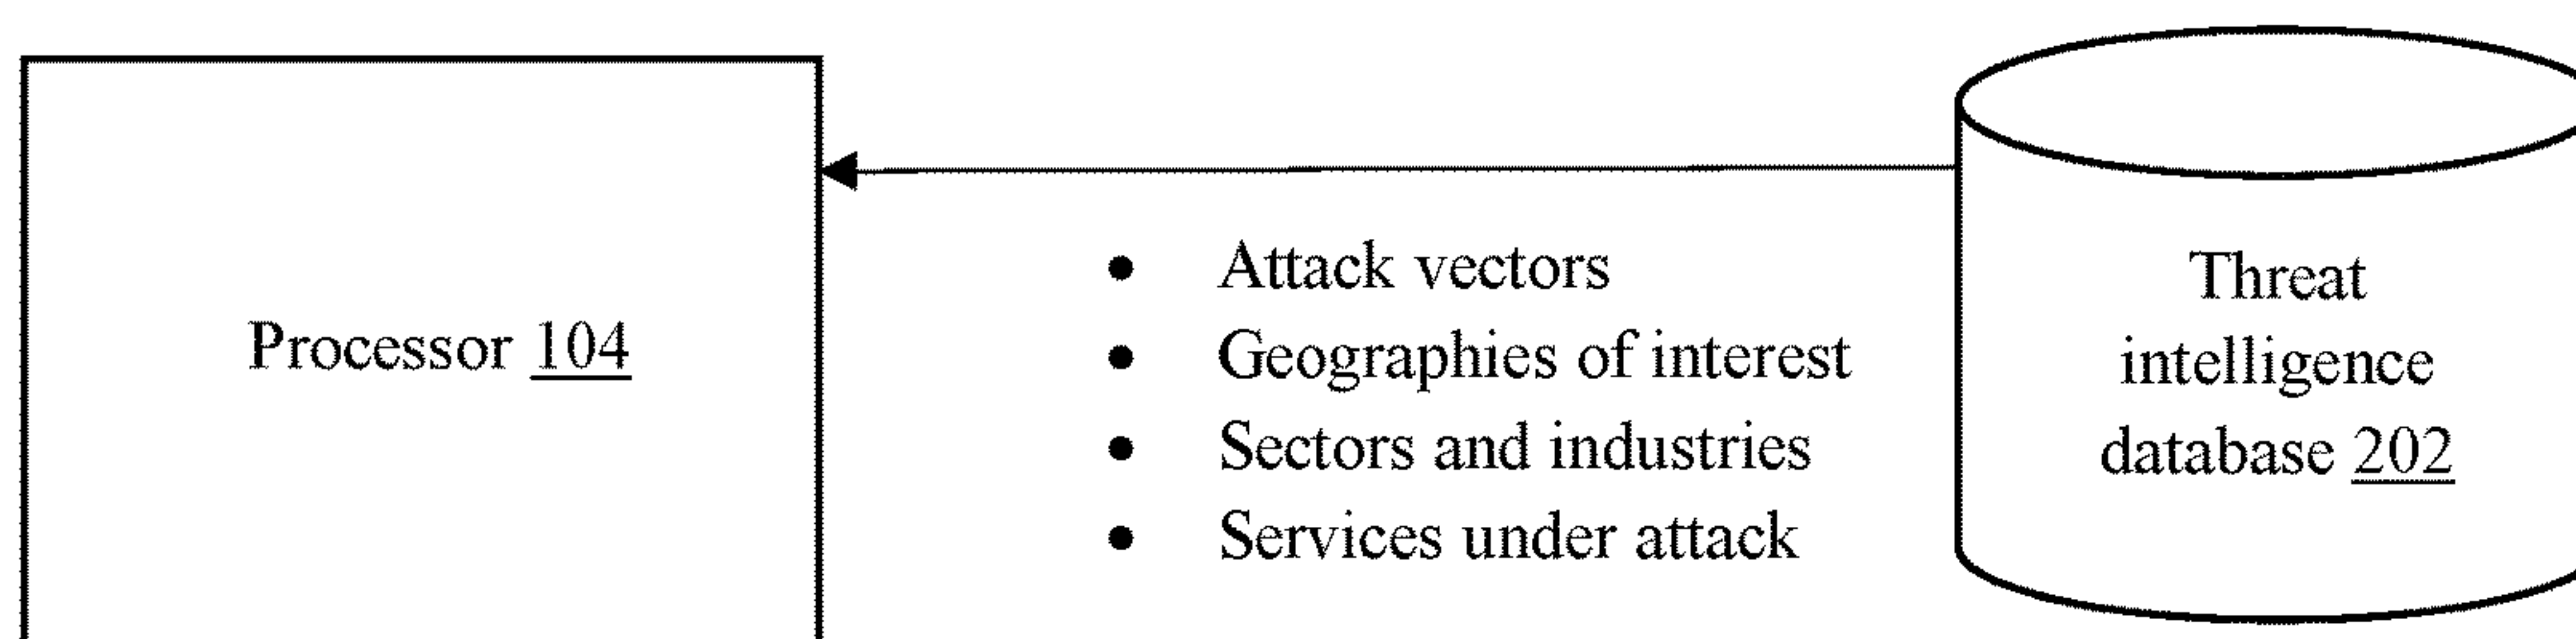 Processor 104
• Attack vectors
• Geographies of interest
• Sectors and industries
• Services under attack
Threat
intelligence
database 202